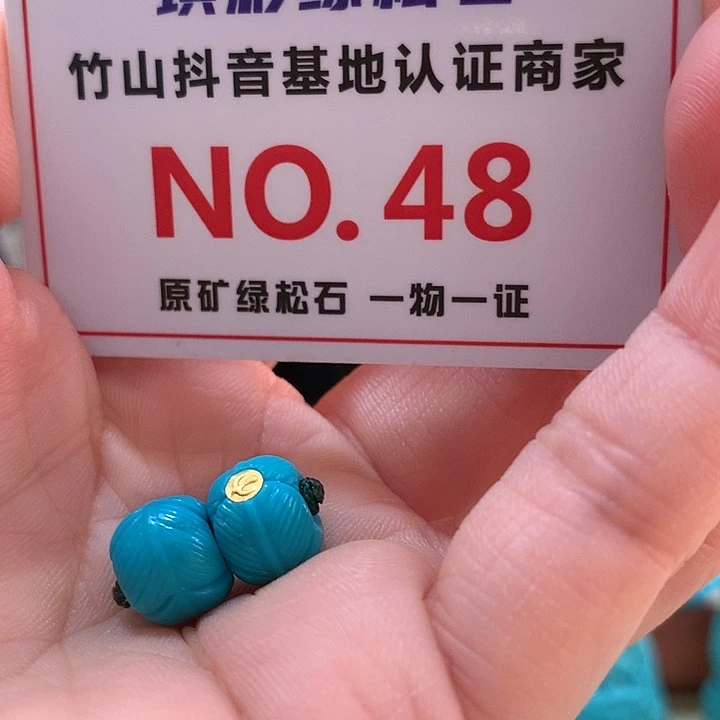 竹山抖音基地认证商家
NO. 48
原矿绿松石 一物一证